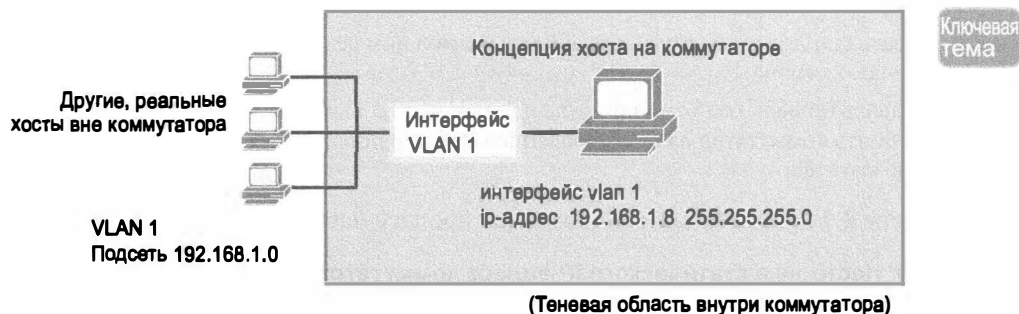 Ключевая
тема
Концепция хоста на коммутаторе
Другие, реальные
хосты вне коммутатора
Интерфейс
VLAN 1
интерфейс vlan 1
ip-адрес 192.168.1.8 255.255.255.0
VLAN 1
Подсеть 192.168.1.0
(Теневая область внутри коммутатора)